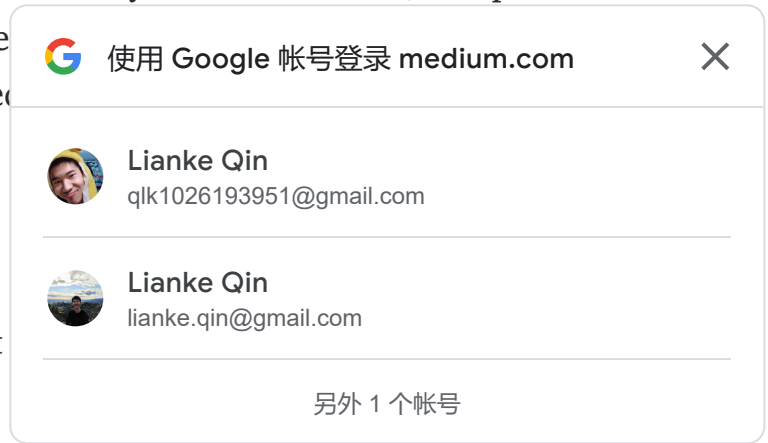 使用 Google 帐号登录 medium.com
Lianke Qin
qlk1026193951@gmail.com
Lianke Qin
lianke.qin@gmail.com
另外 1 个帐号